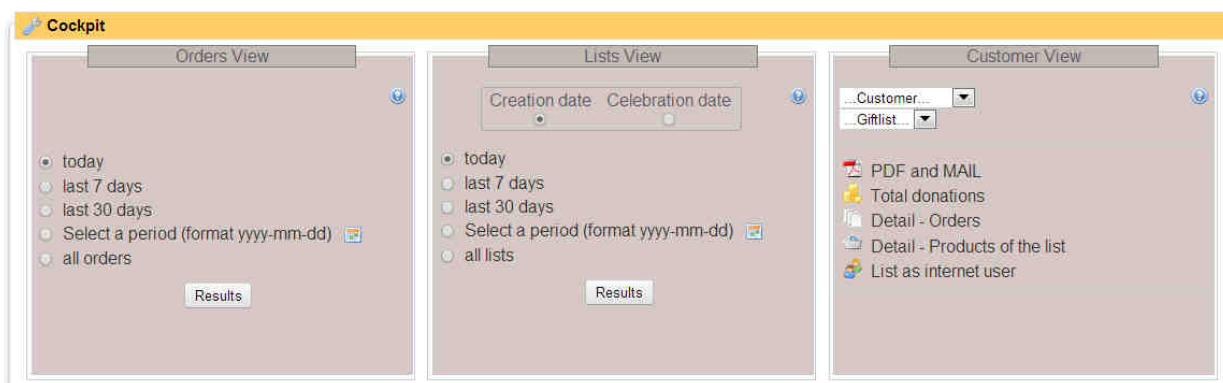 Cockpit
Orders View
today
last 7 days
last 30 days
Select a period (format yyyy-mm-dd)
all orders
Results
Lists View
Creation date Celebration date
today
last 7 days
last 30 days
Select a period (format yyyy-mm-dd)
all lists
Results
Customer View
...Customer...
...Giftlist...
PDF and MAIL
Total donations
Detail - Orders
Detail - Products of the list
List as internet user